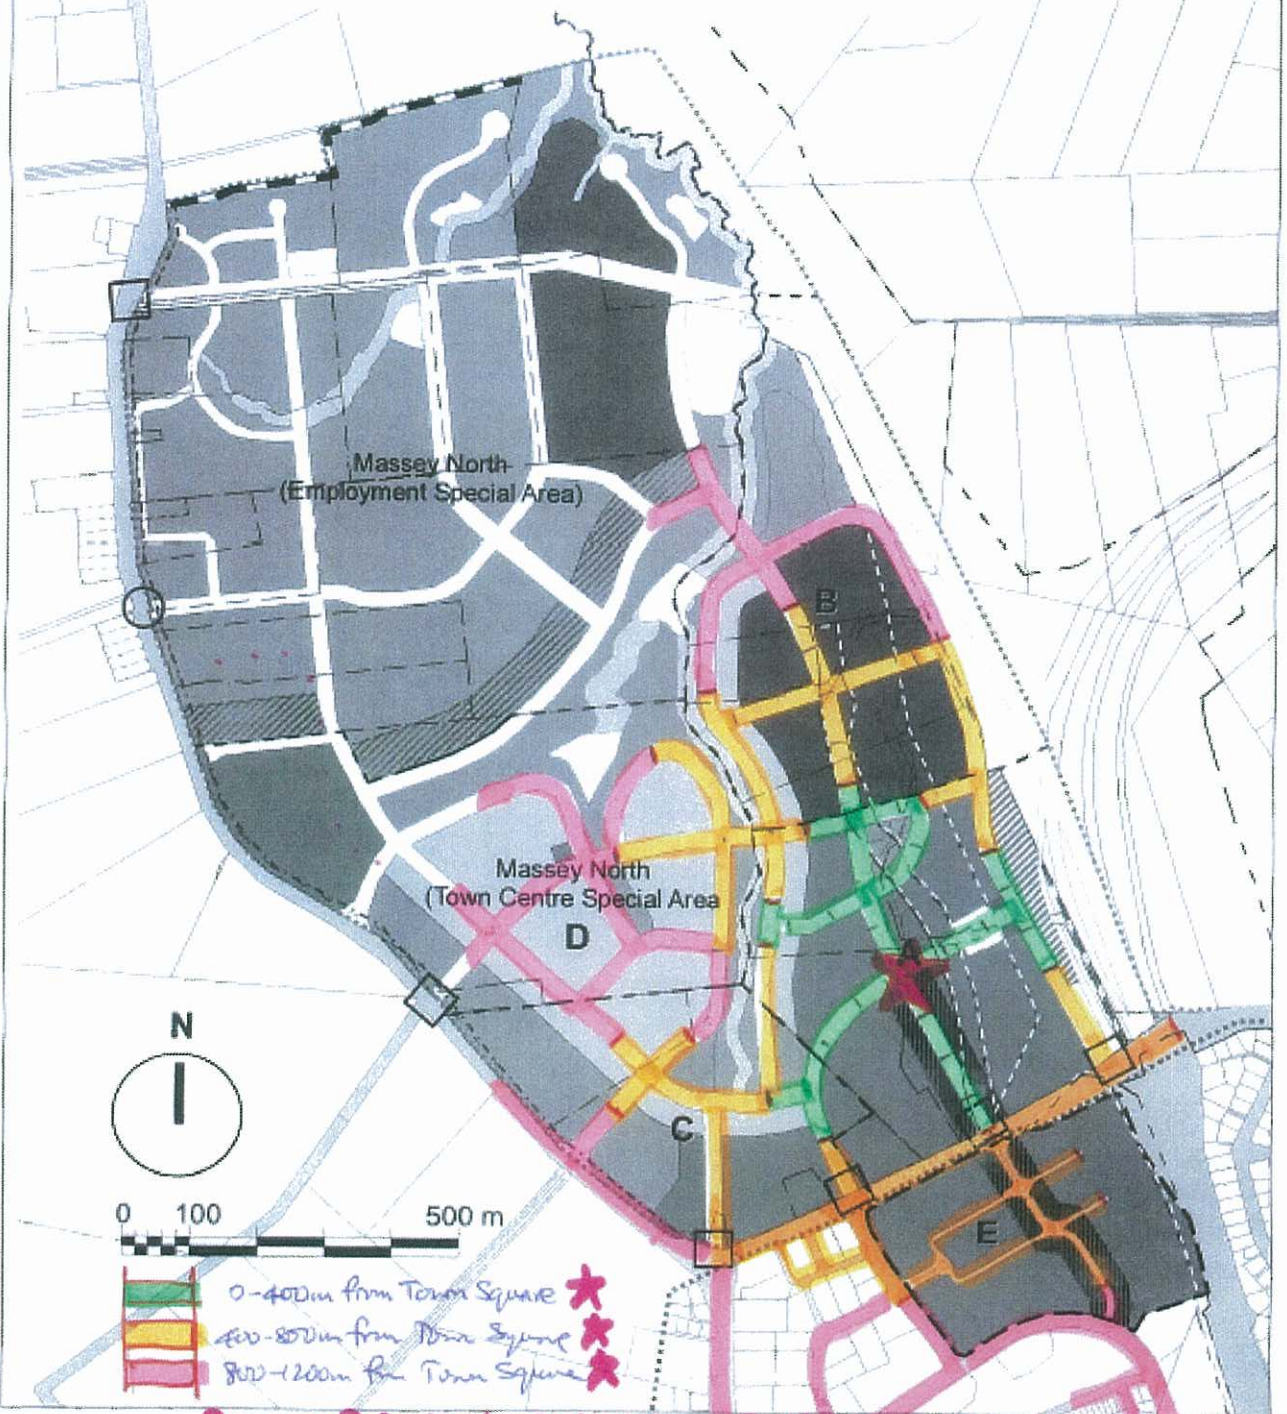 Massey North
(Employment Special Area)
B
Massey North
(Town Centre Special Area
D
A
N
C
0 100 500 m
E
0-400m from Town Square
400-800m from Town Square
800-1200m from Town Square